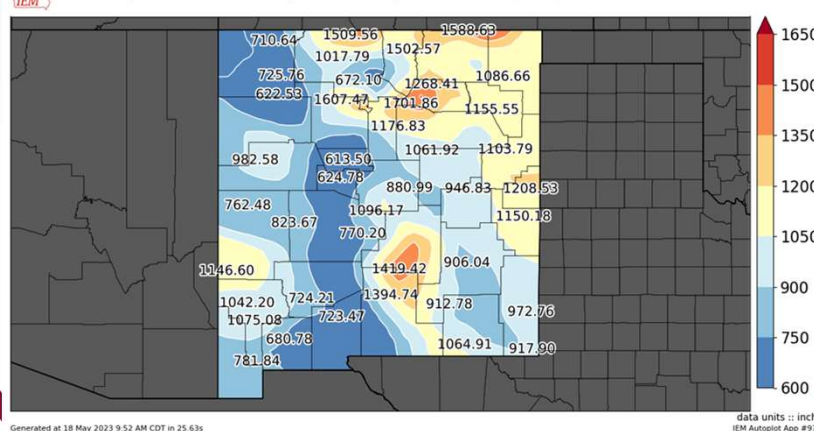 IEM
710.64 1509.56 1588.63
1017.79 1502.57
725.76 672.10 1268.41 1086.66
622.53 1607.47 1701.86 1155.55
1176.83
982.58 613.50 1061.92 1103.79
624.78 880.99 946.83 1208.53
762.48 823.67 1096.17 1150.18
770.20
1146.60 1419.42 906.04
1042.20 724.21 1394.74 912.78 972.76
1075.08 723.47
680.78 1064.91 917.90
781.84
1650
1500
1350
1200
1050
900
750
600
data units :: inch
Generated at 18 May 2023 9:52 AM CDT in 25.63s
IEM Autoplot App #9